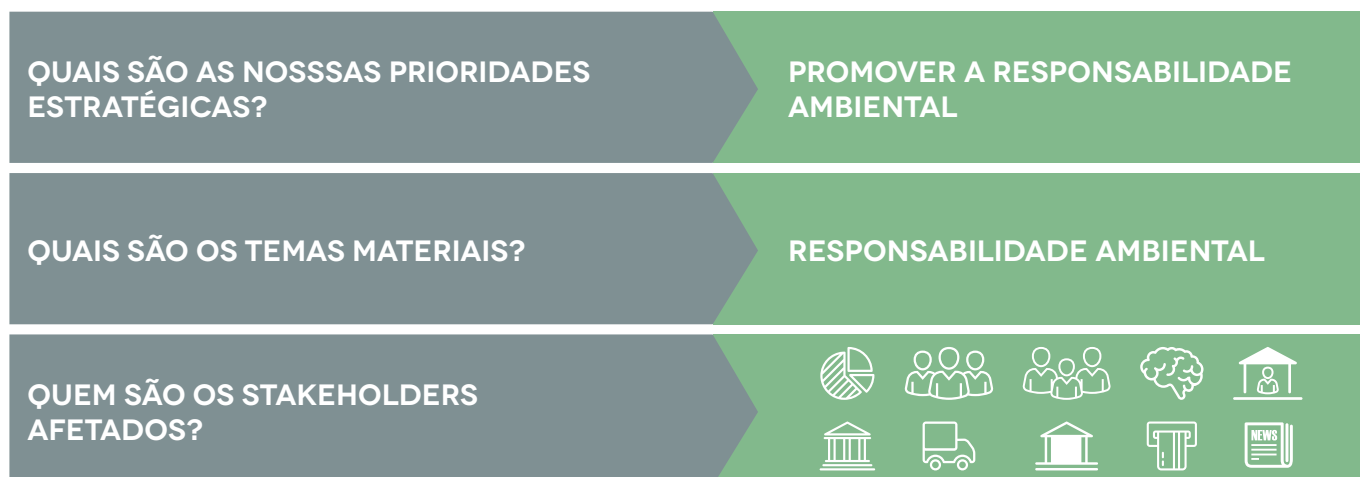 QUAIS SÃO AS NOSSSAS PRIORIDADES
ESTRATÉGICAS?
PROMOVER A RESPONSABILIDADE
AMBIENTAL
QUAIS SÃO OS TEMAS MATERIAIS?
RESPONSABILIDADE AMBIENTAL
QUEM SÃO OS STAKEHOLDERS
AFETADOS?
NEWS